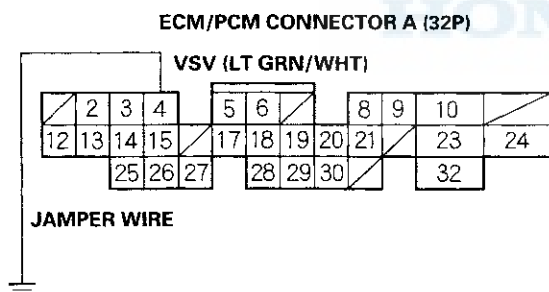 HON
ECM/PCM CONNECTOR A (32P)
VSV (LT GRN/WHT)
2 3 4 5 6 8 9 10
12 13 14 15 17 18 19 20 21 23 24
25 26 27 28 29 30 32
JAMPER WIRE